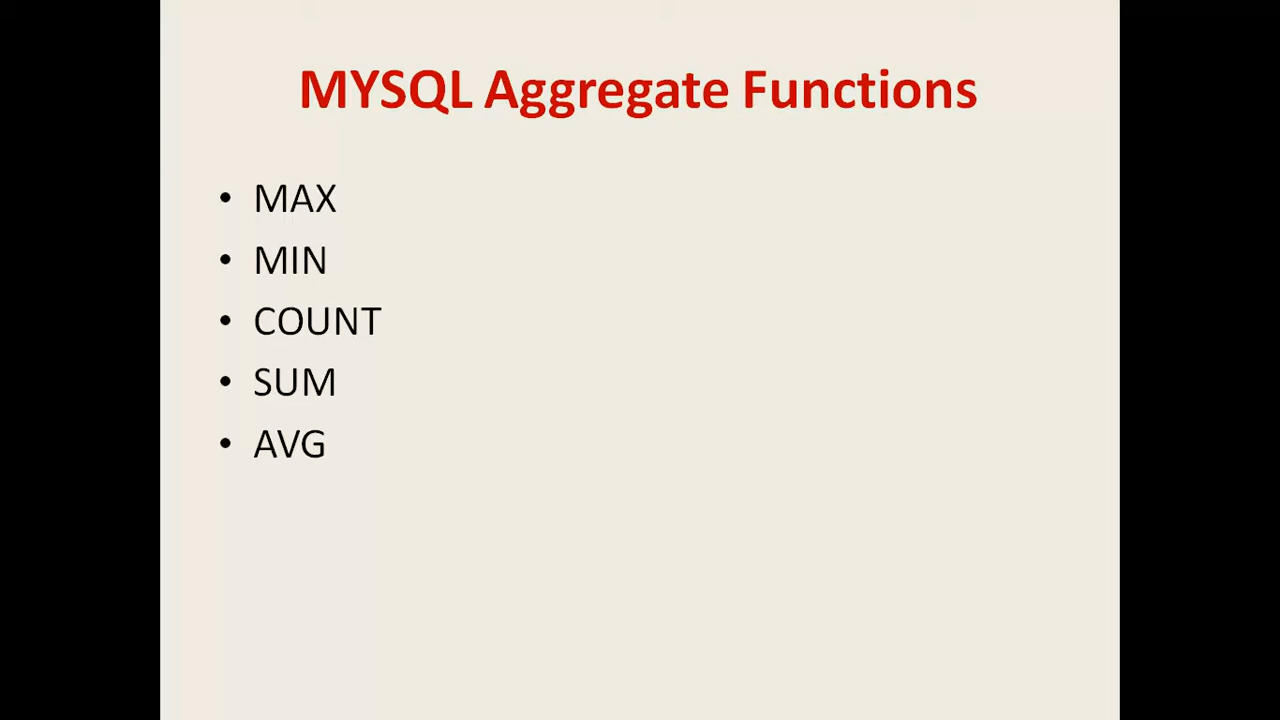 MYSQL Aggregate Functions
• MAX
• MIN
• COUNT
• SUM
• AVG